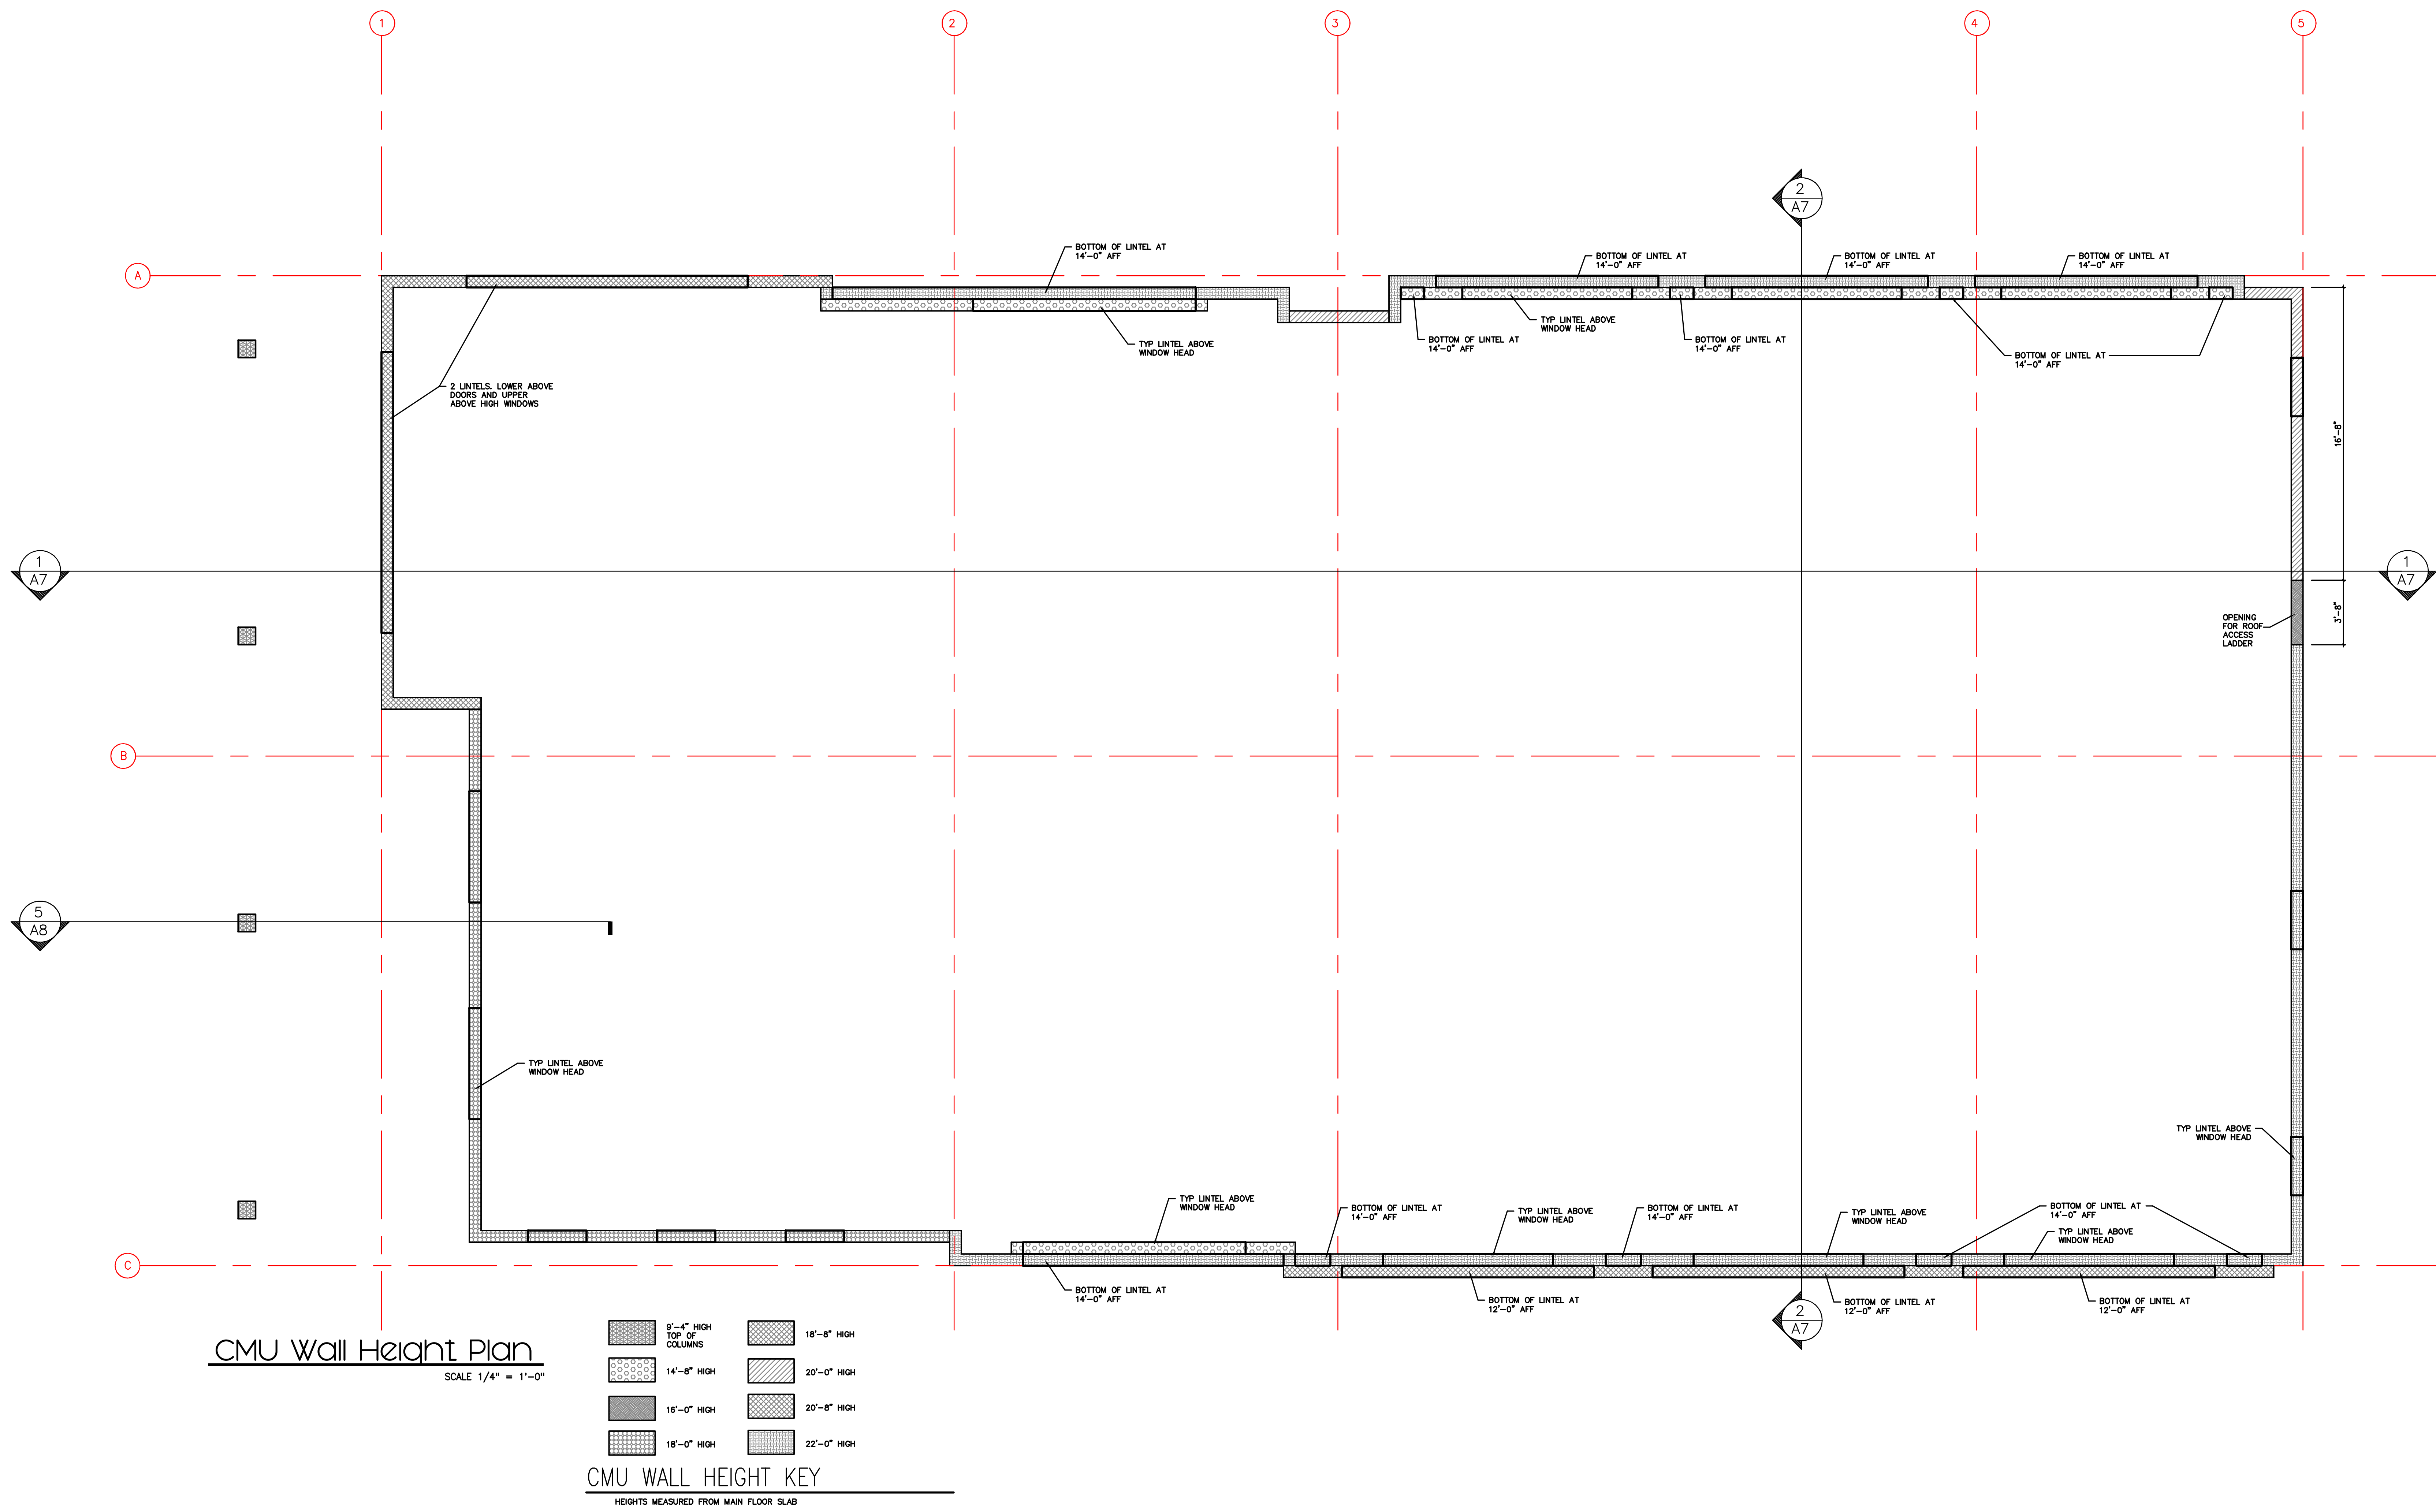 1
2
3
4
5
2
A7
A
BOTTOM OF LINTEL AT
14'-0" AFF
BOTTOM OF LINTEL AT
14'-0" AFF
BOTTOM OF LINTEL AT
14'-0" AFF
BOTTOM OF LINTEL AT
14'-0" AFF
TYP LINTEL ABOVE
WINDOW HEAD
BOTTOM OF LINTEL AT
14'-0" AFF
TYP LINTEL ABOVE
WINDOW HEAD
BOTTOM OF LINTEL AT
14'-0" AFF
BOTTOM OF LINTEL AT
14'-0" AFF
2 LINTELS. LOWER ABOVE
DOORS AND UPPER
ABOVE HIGH WINDOWS
16'-8"
1
A7
1
A7
3'-8"
OPENING
FOR ROOF
ACCESS
LADDER
B
5
A8
TYP LINTEL ABOVE
WINDOW HEAD
TYP LINTEL ABOVE
WINDOW HEAD
TYP LINTEL ABOVE
WINDOW HEAD
BOTTOM OF LINTEL AT
14'-0" AFF
TYP LINTEL ABOVE
WINDOW HEAD
BOTTOM OF LINTEL AT
14'-0" AFF
TYP LINTEL ABOVE
WINDOW HEAD
BOTTOM OF LINTEL AT
14'-0" AFF
TYP LINTEL ABOVE
WINDOW HEAD
C
BOTTOM OF LINTEL AT
14'-0" AFF
BOTTOM OF LINTEL AT
12'-0" AFF
BOTTOM OF LINTEL AT
12'-0" AFF
BOTTOM OF LINTEL AT
12'-0" AFF
2
A7
CMU Wall Height Plan
SCALE 1/4" = 1'-0"
9'-4" HIGH
TOP OF
COLUMNS
18'-8" HIGH
14'-8" HIGH
20'-0" HIGH
16'-0" HIGH
20'-8" HIGH
18'-0" HIGH
22'-0" HIGH
CMU WALL HEIGHT KEY
HEIGHTS MEASURED FROM MAIN FLOOR SLAB